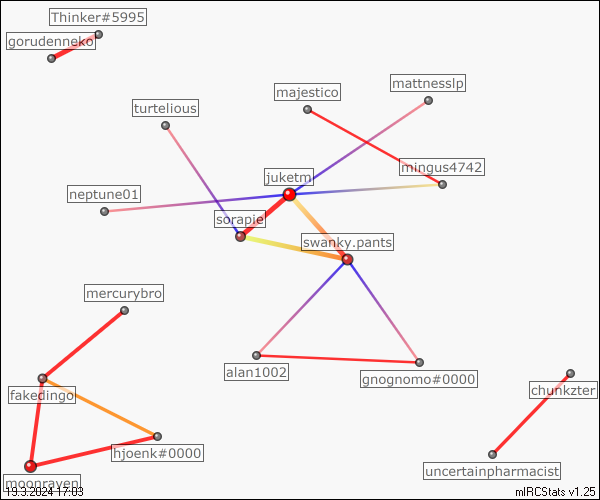 Thinker#5995
gorudenneko
mattnesslp
majestico
turtelious
mingus4742
juketm
neptune01
sorapie
swanky.pants
mercurybro
alan1002
gnognomo#0000
chunkzter
fakedingo
hjoenk#0000
uncertainpharmacist
moonraven
19.3.2024 17:03
mIRCStats v1.25